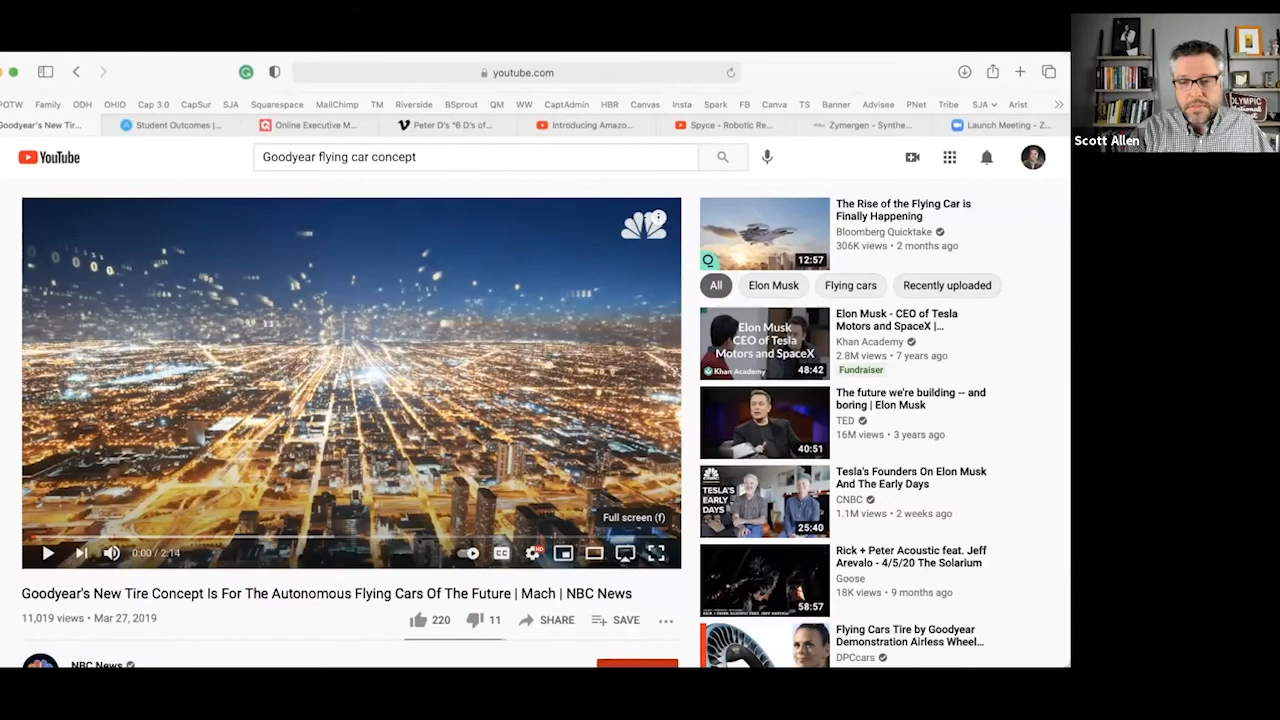 youtube.com
POTW Family ODH OHIO Cap 3.0 CapSur SJA Squarespace MailChimp TM Riverside BSprout QM WW CaptAdmin HBR Canvas Insta Spark FB Canva TS Banner Advisee PNet Tribe SJA Arist
Goodyear's New Tir... Student Outcomes |... Online Executive M... Peter D's "6 D's of... Introducing Amazo... Spyce - Robotic Re... Zymergen - Synthe... Launch Meeting - Z...
YouTube
Goodyear flying car concept
Full screen (f)
0:00 / 2:14
CC
HD
Goodyear's New Tire Concept Is For The Autonomous Flying Cars Of The Future | Mach | NBC News
11,019 views • Mar 27, 2019
220 11 SHARE SAVE
NBC News
The Rise of the Flying Car is
Finally Happening
Bloomberg Quicktake
306K views • 2 months ago
12:57
All Elon Musk Flying cars Recently uploaded
Elon Musk
CEO of Tesla
Motors and SpaceX
Khan Academy
48:42
Elon Musk - CEO of Tesla
Motors and SpaceX |...
Khan Academy
2.8M views • 7 years ago
Fundraiser
40:51
The future we're building -- and
boring | Elon Musk
TED
16M views • 3 years ago
TESLA'S
EARLY
DAYS
25:40
Tesla's Founders On Elon Musk
And The Early Days
CNBC
1.1M views • 2 weeks ago
58:57
Rick + Peter Acoustic feat. Jeff
Arevalo - 4/5/20 The Solarium
Goose
18K views • 9 months ago
Flying Cars Tire by Goodyear
Demonstration Airless Wheel...
DPCcars
OLYMPIC
Scott Allen